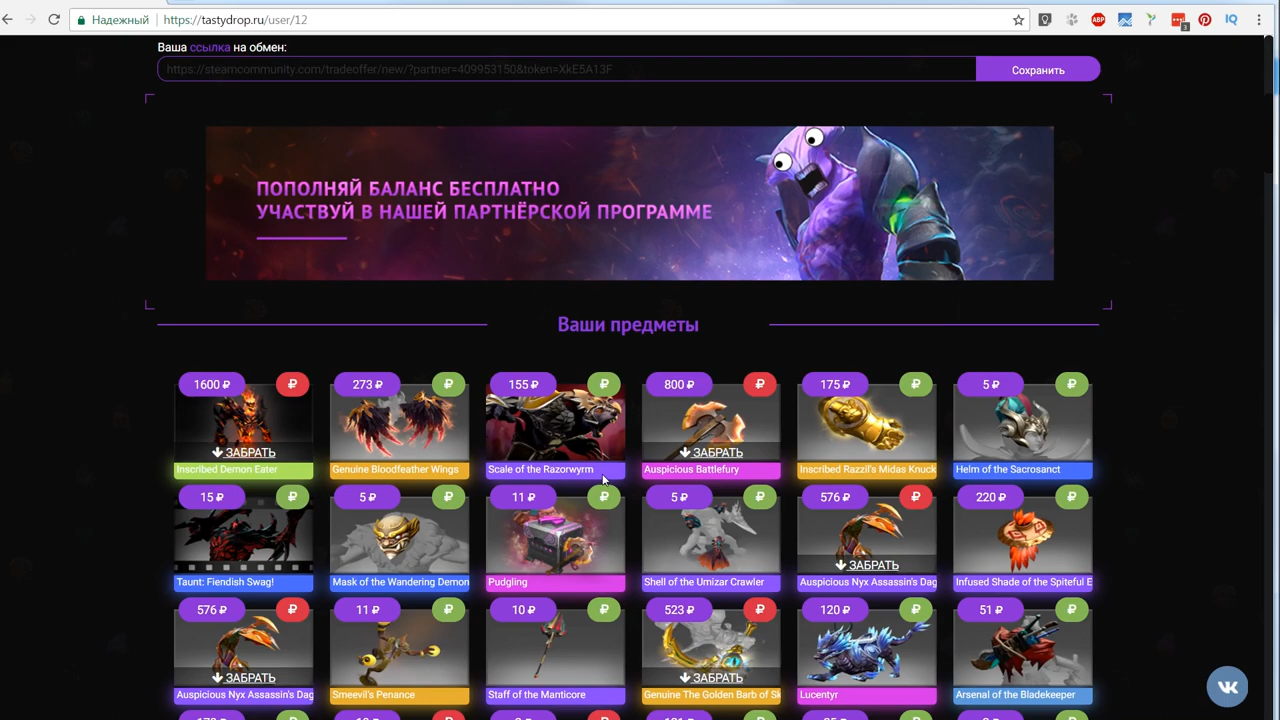 Надежный
https://tastydrop.ru/user/12
ABP
3
IQ
Ваша ссылка на обмен:
https://steamcommunity.com/tradeoffer/new/?partner=409953150&token=XkE5A13F
Сохранить
ПОПОЛНЯЙ БАЛАНС БЕСПЛАТНО
УЧАСТВУЙ В НАШЕЙ ПАРТНЁРСКОЙ ПРОГРАММЕ
Ваши предметы
1600 ₽ ₽ 273 ₽ ₽ 155 ₽ ₽ 800 ₽ ₽ 175 ₽ ₽ 5 ₽ ₽
ЗАБРАТЬ ЗАБРАТЬ
Inscribed Demon Eater Genuine Bloodfeather Wings Scale of the Razorwyrm Auspicious Battlefury Inscribed Razzil's Midas Knuck Helm of the Sacrosanct
15 ₽ ₽ 5 ₽ ₽ 11 ₽ ₽ 5 ₽ ₽ 576 ₽ ₽ 220 ₽ ₽
ЗАБРАТЬ
Taunt: Fiendish Swag! Mask of the Wandering Demon Pudgling Shell of the Umizar Crawler Auspicious Nyx Assassin's Dag Infused Shade of the Spiteful E
576 ₽ ₽ 11 ₽ ₽ 10 ₽ ₽ 523 ₽ ₽ 120 ₽ ₽ 51 ₽ ₽
ЗАБРАТЬ ЗАБРАТЬ
Auspicious Nyx Assassin's Dag Smeevil's Penance Staff of the Manticore Genuine The Golden Barb of Sk Lucentyr Arsenal of the Bladekeeper